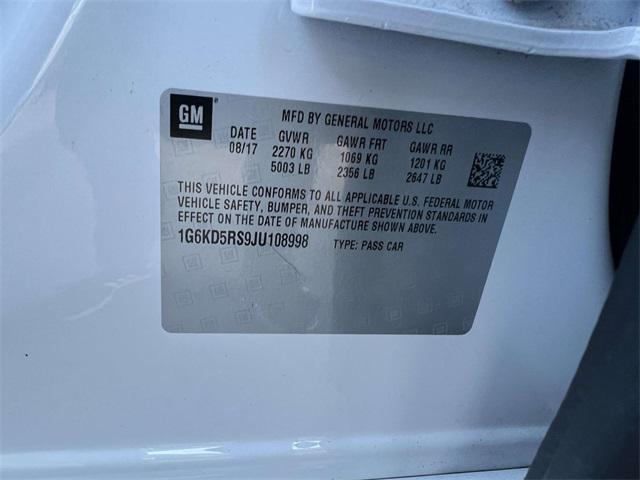 GM
MFD BY GENERAL MOTORS LLC
DATE GVWR GAWR FRT GAWR RR
08/17 2270 KG 1069 KG 1201 KG
5003 LB 2356 LB 2647 LB
THIS VEHICLE CONFORMS TO ALL APPLICABLE U.S. FEDERAL MOTOR
VEHICLE SAFETY, BUMPER, AND THEFT PREVENTION STANDARDS IN
EFFECT ON THE DATE OF MANUFACTURE SHOWN ABOVE.
1G6KD5RS9JU108998 TYPE: PASS CAR